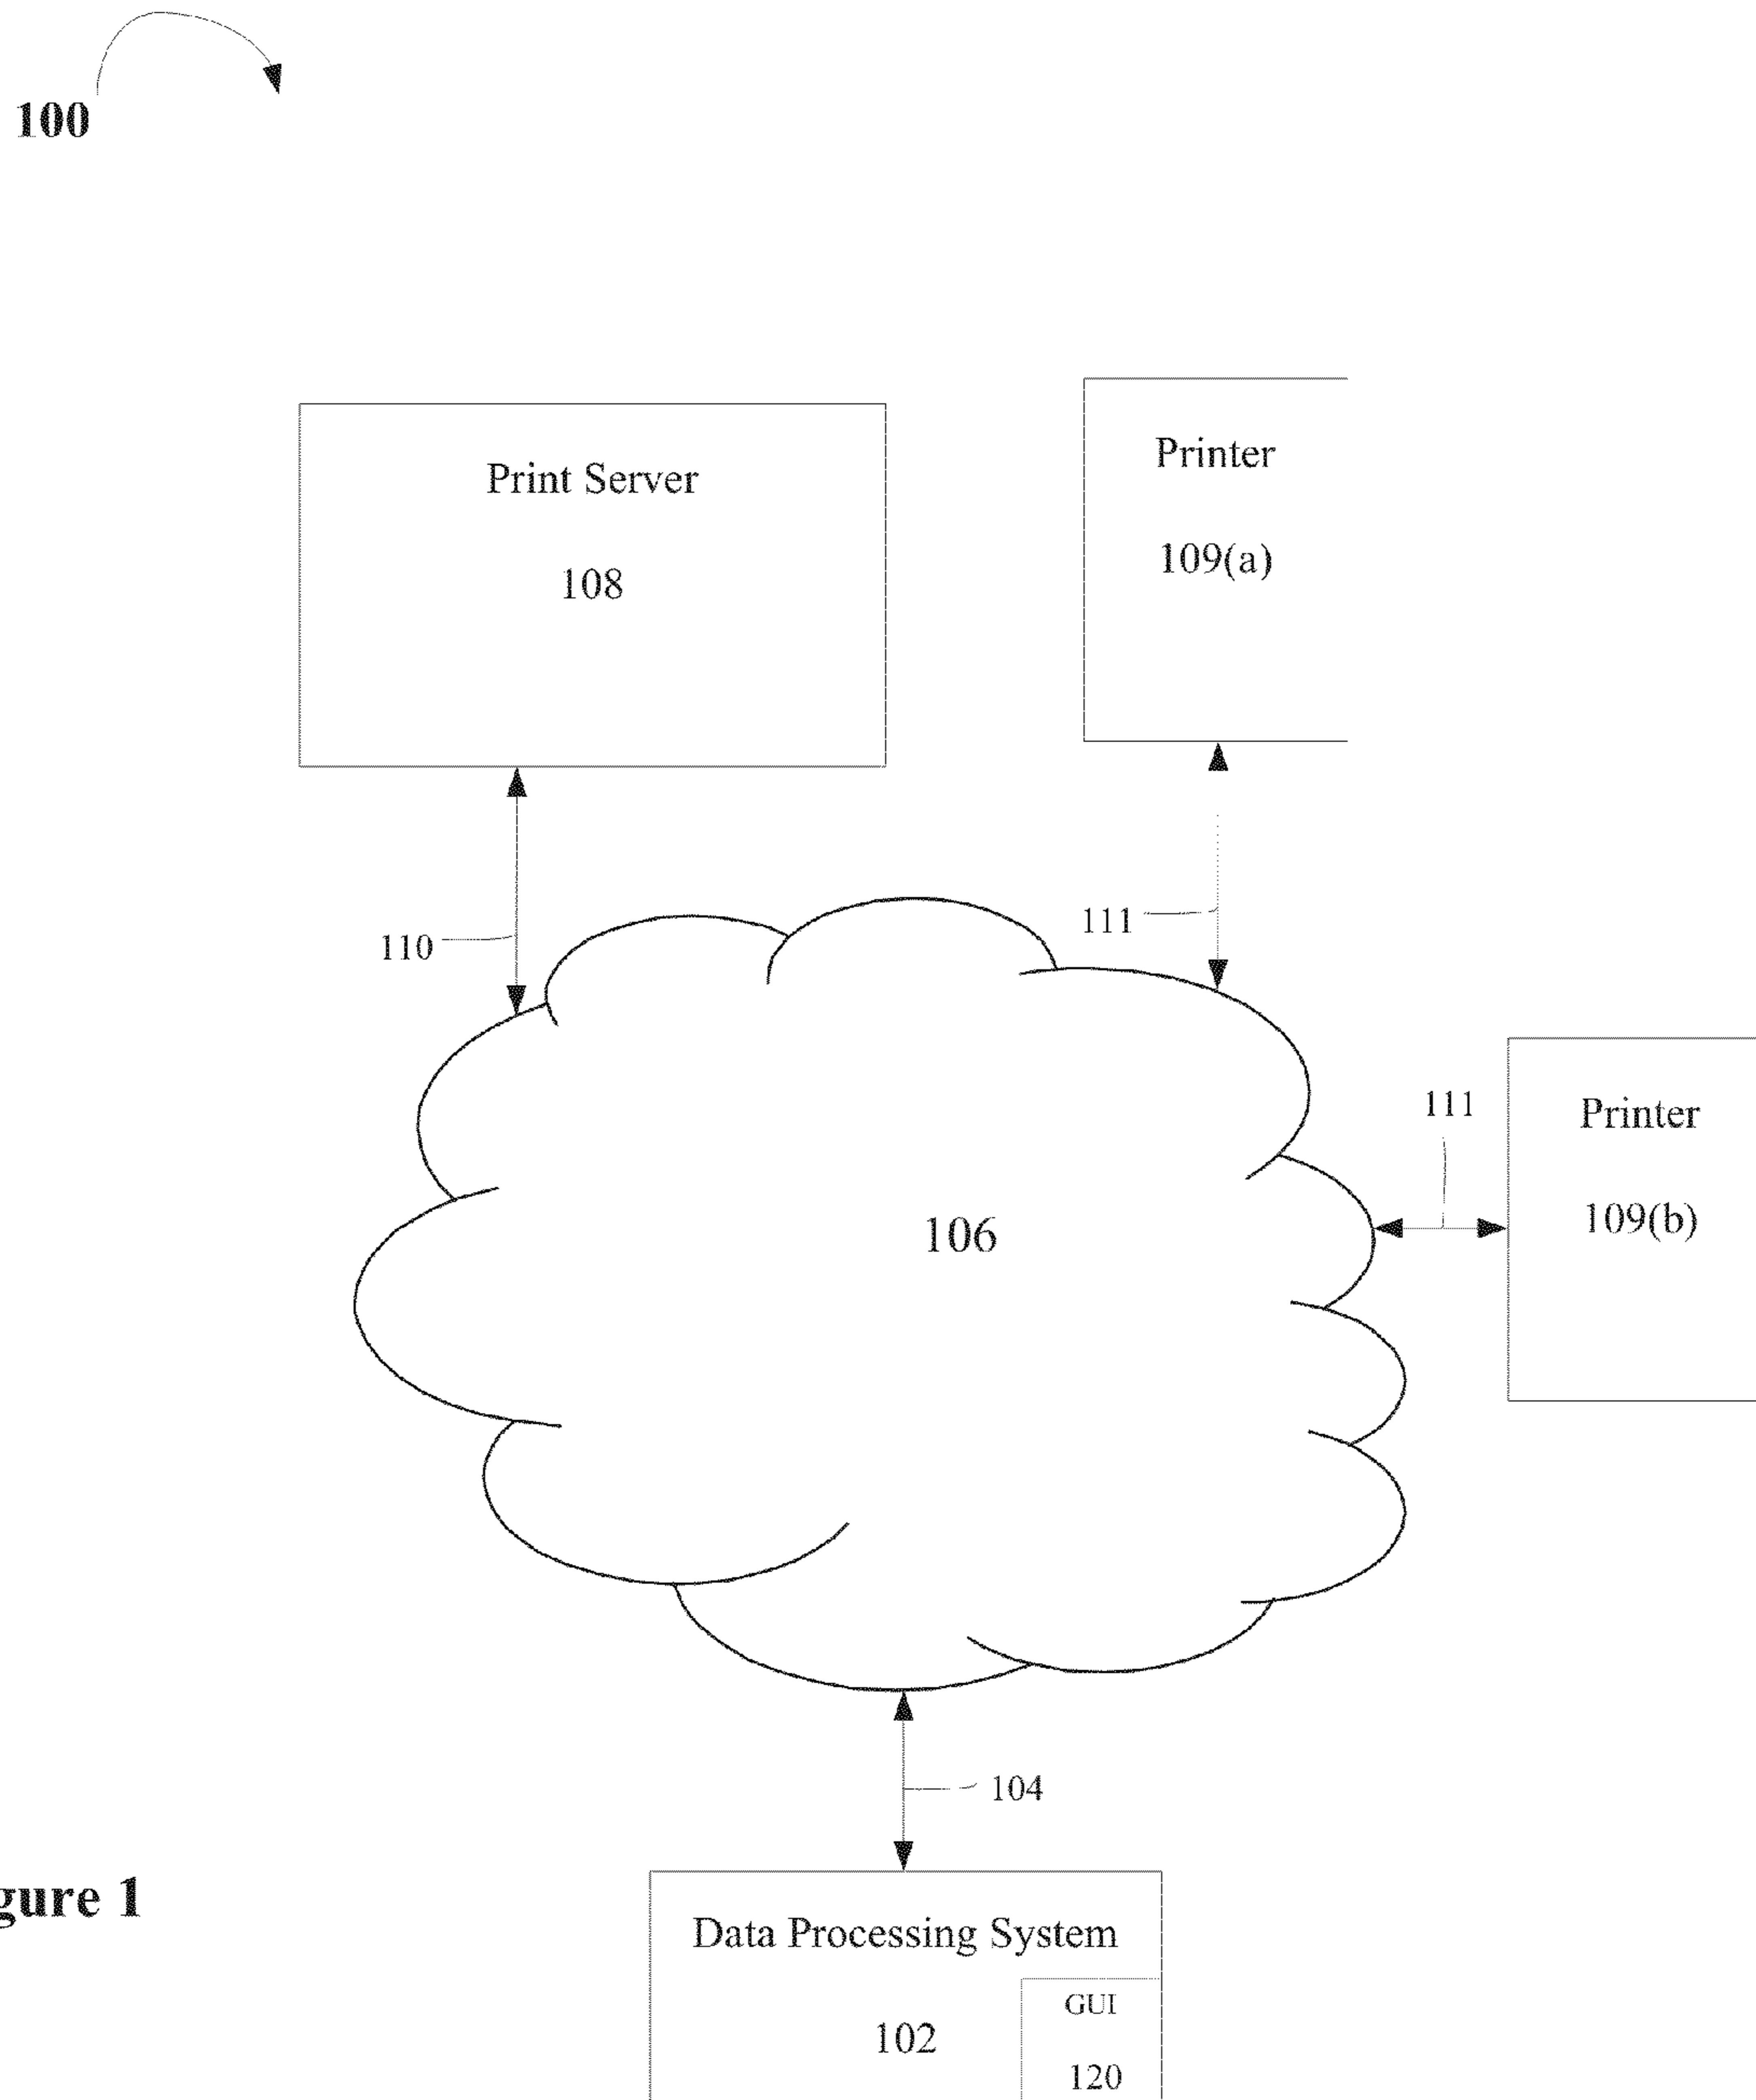 100
Print Server
108
Printer
109(a)
110
111
111
Printer
109(b)
106
104
gure 1
Data Processing System
102
GUI
120